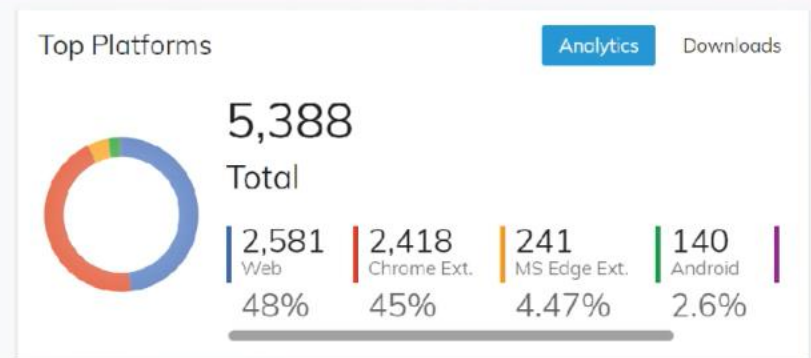 Top Platforms
Analytics Downloads
5,388
Total
2,581 2,418 241 140
Web Chrome Ext. MS Edge Ext. Android
48% 45% 4.47% 2.6%